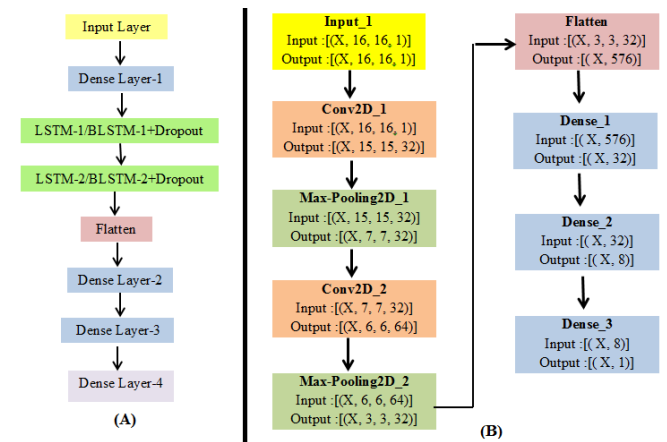 Input Layer
Dense Layer-1
LSTM-1/BLSTM-1+Dropout
LSTM-2/BLSTM-2+Dropout
Flatten
Dense Layer-2
Dense Layer-3
Dense Layer-4
(A)
Input_1
Input :[(X, 16, 16, 1)]
Output :[(X, 16, 16, 1)]
Conv2D_1
Input :[(X, 16, 16, 1)]
Output :[(X, 15, 15, 32)]
Max-Pooling2D_1
Input :[(X, 15, 15, 32)]
Output :[(X, 7, 7, 32)]
Conv2D_2
Input :[(X, 7, 7, 32)]
Output :[(X, 6, 6, 64)]
Max-Pooling2D_2
Input :[(X, 6, 6, 64)]
Output :[(X, 3, 3, 32)]
Flatten
Input :[(X, 3, 3, 32)]
Output :[( X, 576)]
Dense_1
Input :[( X, 576)]
Output :[( X, 32)]
Dense_2
Input :[( X, 32)]
Output :[( X, 8)]
Dense_3
Input :[( X, 8)]
Output :[( X, 1)]
(B)